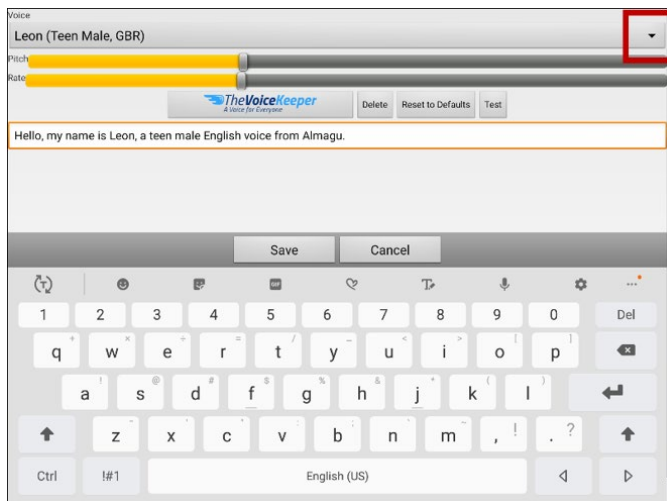 Voice
Leon (Teen Male, GBR)
Pitch
Rate
TheVoiceKeeper
A Voice for Everyone
Delete
Reset to Defaults
Test
Hello, my name is Leon, a teen male English voice from Almagu.
Save
Cancel
T
GIF
T
1 2 3 4 5 6 7 8 9 0 Del
+ × ÷ = / _ < > [ ]
q w e r t y u i o p
! @ # $ % & * ( )
a s d f g h j k l
- ' " : ; ! ?
z x c v b n m , .
Ctrl !#1 English (US)